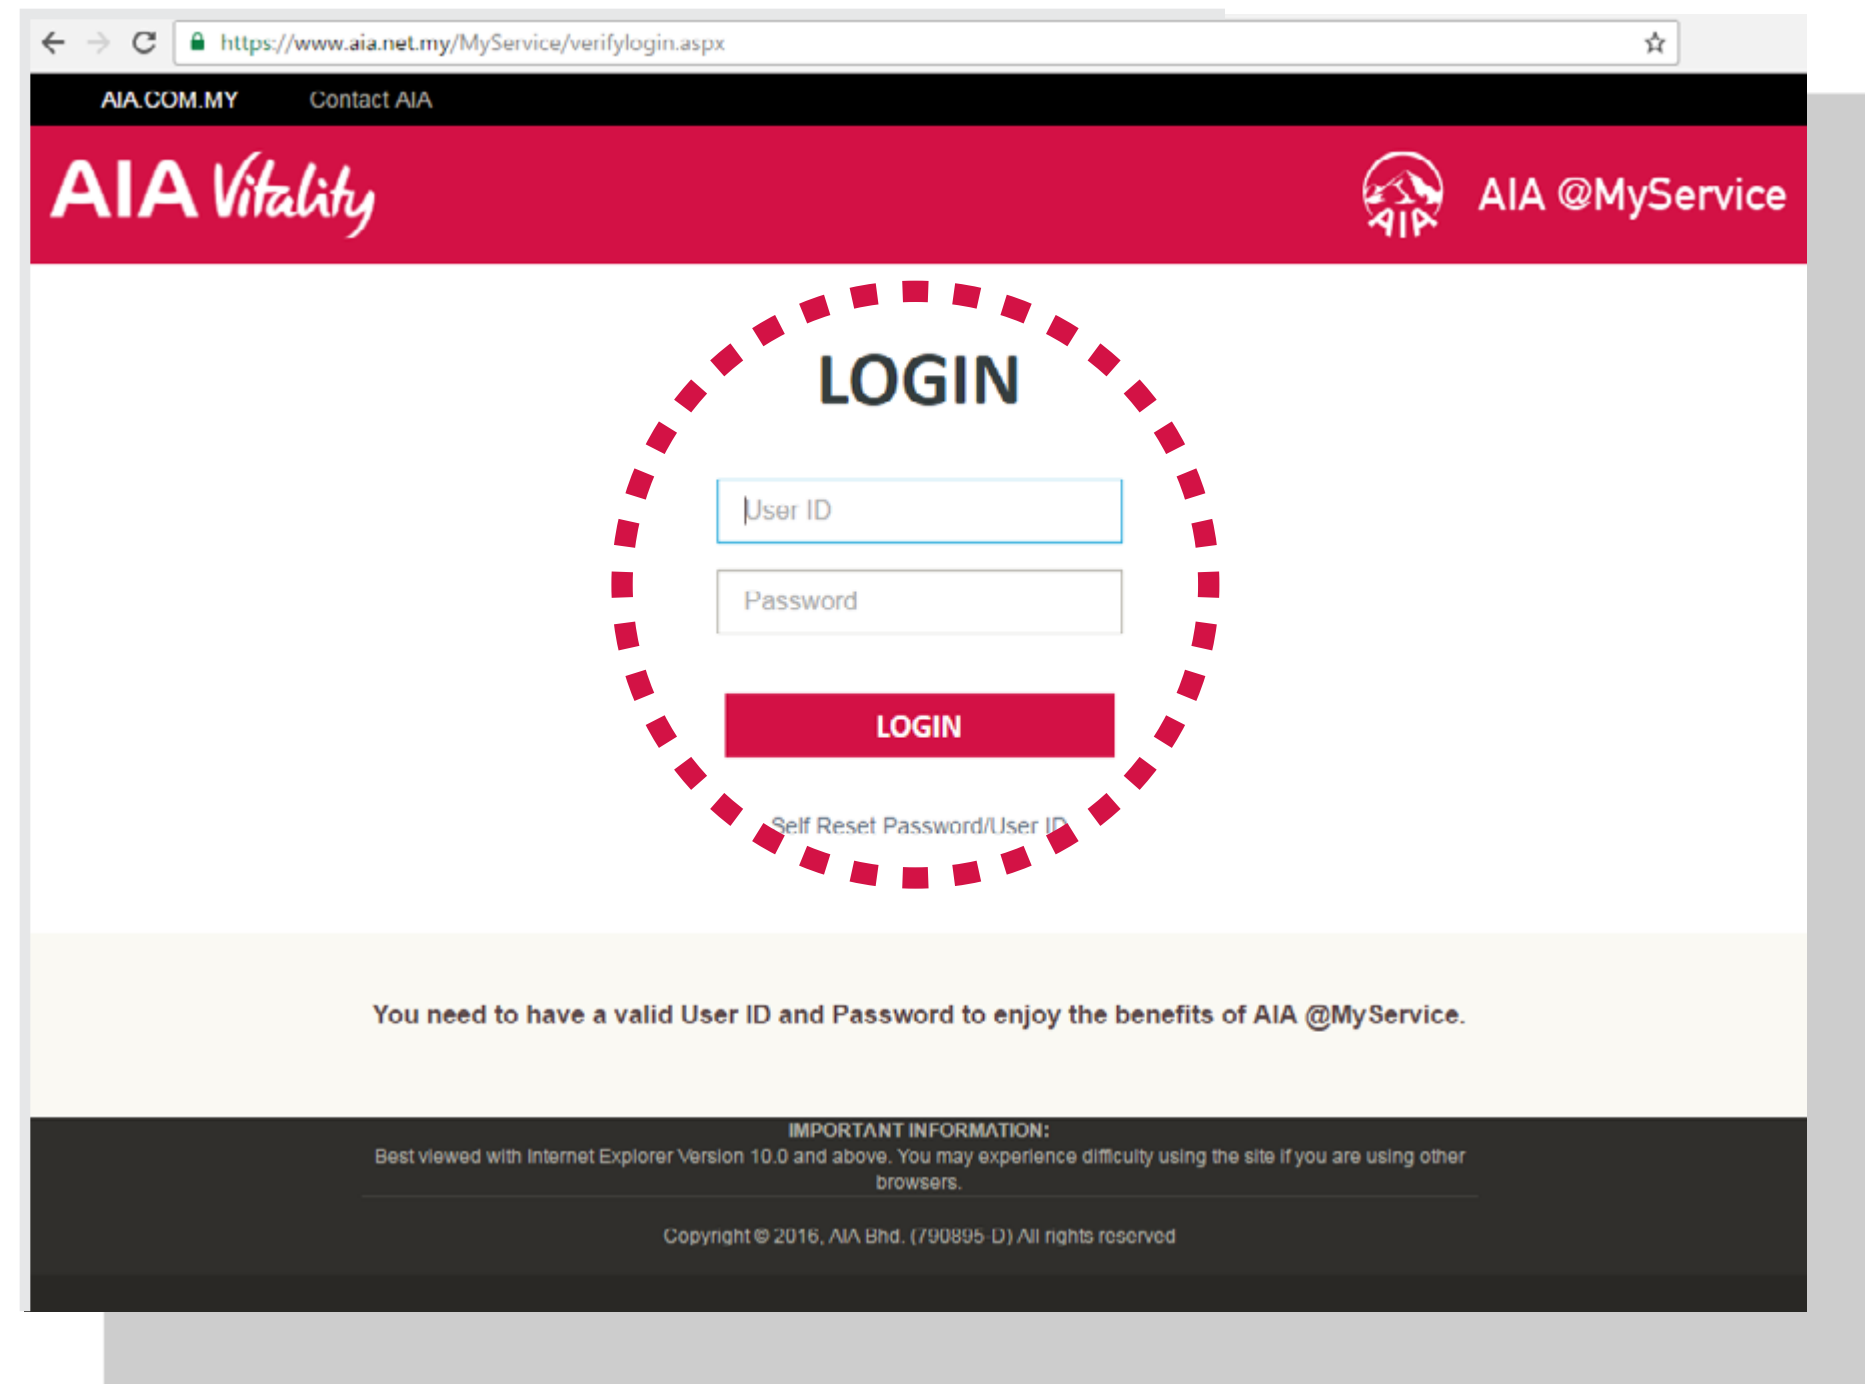 https://www.aia.net.my/MyService/verifylogin.aspx
AIA.COM.MY Contact AIA
AIA Vitality
AIA
AIA @MyService
LOGIN
User ID
Password
LOGIN
Self Reset Password/User ID
You need to have a valid User ID and Password to enjoy the benefits of AIA @MyService.
IMPORTANT INFORMATION:
Best viewed with Internet Explorer Version 10.0 and above. You may experience difficulty using the site if you are using other
browsers.
Copyright © 2016, AIA Bhd. (790895-D) All rights reserved